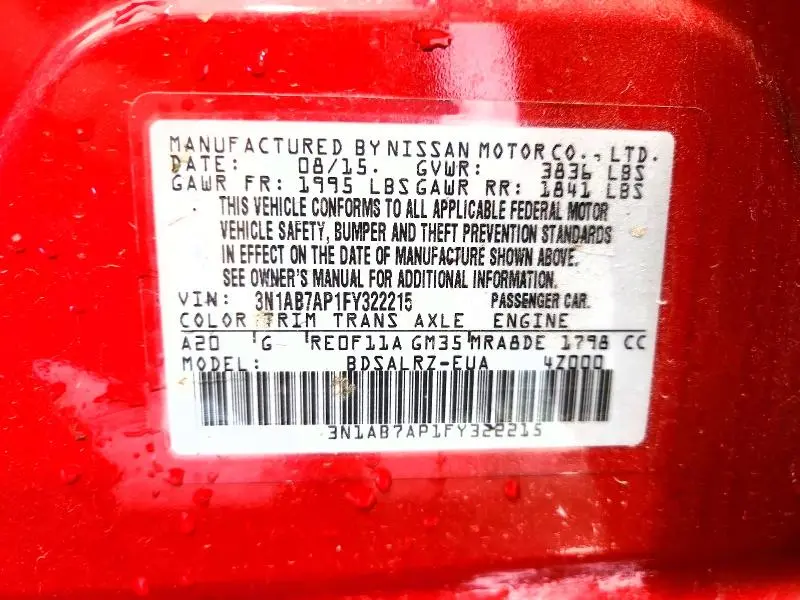 MANUFACTURED BY NISSAN MOTOR CO., LTD.
DATE: 08/15. GVWR: 3836 LBS
GAWR FR: 1995 LBS GAWR RR: 1841 LBS
THIS VEHICLE CONFORMS TO ALL APPLICABLE FEDERAL MOTOR
VEHICLE SAFETY, BUMPER AND THEFT PREVENTION STANDARDS
IN EFFECT ON THE DATE OF MANUFACTURE SHOWN ABOVE.
SEE OWNER'S MANUAL FOR ADDITIONAL INFORMATION.
VIN: 3N1AB7AP1FY322215 PASSENGER CAR.
COLOR TRIM TRANS AXLE ENGINE
A20 G RE0F11A GM35 MRA8DE 1798 CC
MODEL: BDSALRZ-EUA 4Z000
3N1AB7AP1FY322215